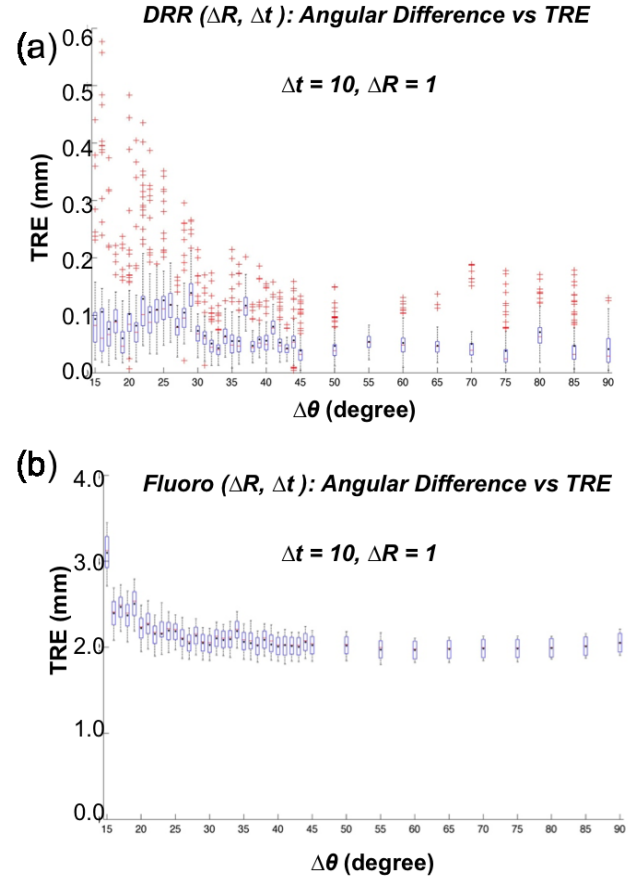 DRR (ΔR, Δt ): Angular Difference vs TRE
(a)
Δt = 10, ΔR = 1
TRE (mm)
0.6
0.5
0.4
0.3
0.2
0.1
0.0
15 20 25 30 35 40 45 50 55 60 65 70 75 80 85 90
Δθ (degree)
(b)
Fluoro (ΔR, Δt ): Angular Difference vs TRE
Δt = 10, ΔR = 1
TRE (mm)
4.0
3.0
2.0
1.0
0.0
15 20 25 30 35 40 45 50 55 60 65 70 75 80 85 90
Δθ (degree)